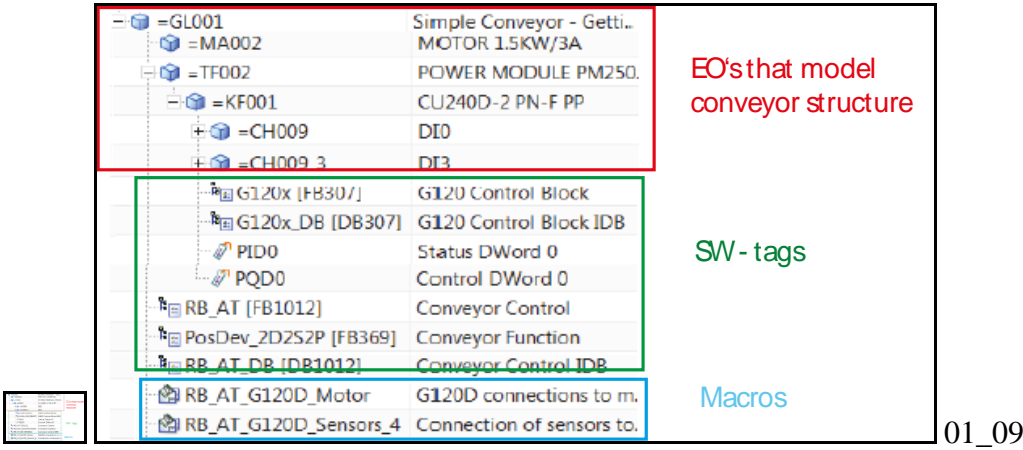 =GL001 Simple Conveyor - Getti...
=MA002 MOTOR 1.5KW/3A
=TF002 POWER MODULE PM250.
=KF001 CU240D-2 PN-F PP
=CH009 DI0
=CH009_3 DI3
G120x [FB307] G120 Control Block
G120x_DB [DB307] G120 Control Block IDB
PID0 Status DWord 0
PQD0 Control DWord 0
RB_AT [FB1012] Conveyor Control
PosDev_2D2S2P [FB369] Conveyor Function
RB_AT_DB [DB1012] Conveyor Control IDB
RB_AT_G120D_Motor G120D connections to m.
RB_AT_G120D_Sensors_4 Connection of sensors to.
EO's that model
conveyor structure
SW- tags
Macros
01_09